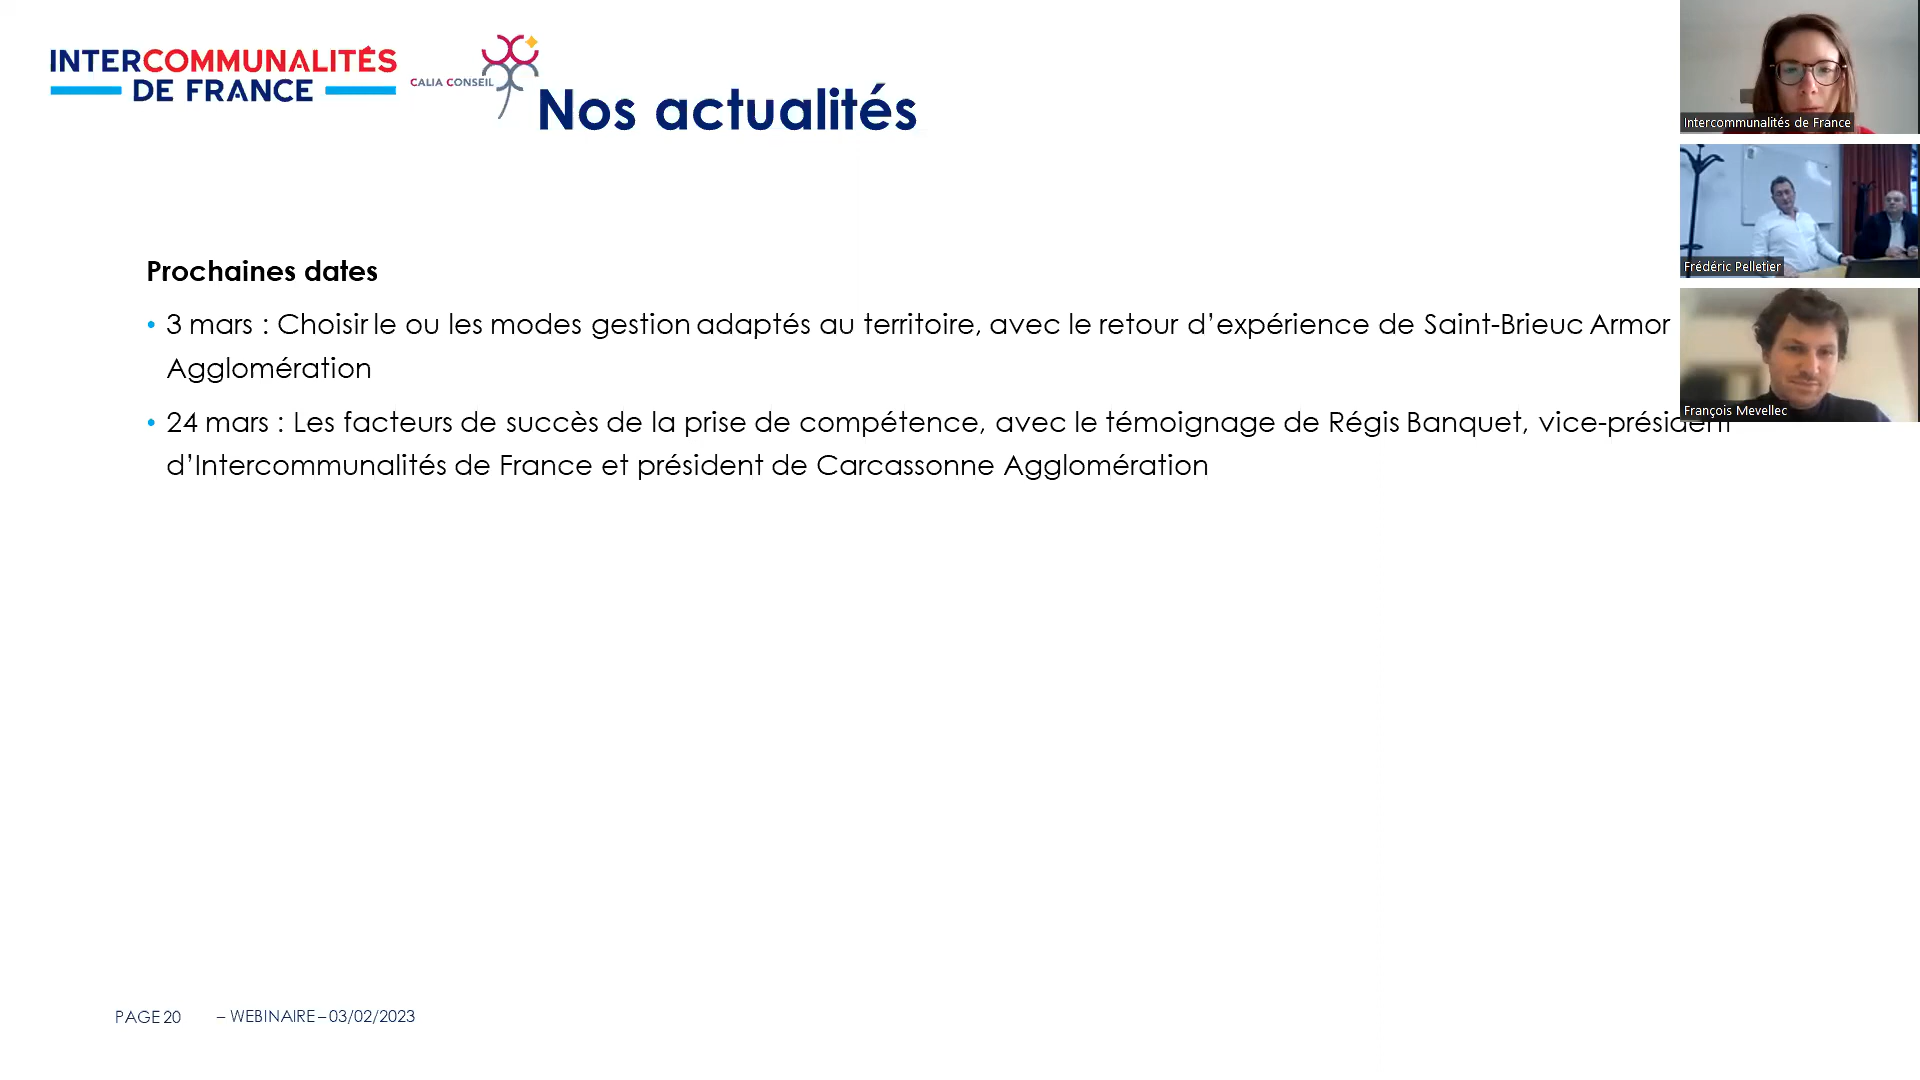 INTERCOMMUNALITÉS
DE FRANCE
CALIA CONSEIL
Nos actualités
Intercommunalités de France
Frédéric Pelletier
François Mevellec
Prochaines dates
• 3 mars : Choisir le ou les modes gestion adaptés au territoire, avec le retour d’expérience de Saint-Brieuc Armor
Agglomération
• 24 mars : Les facteurs de succès de la prise de compétence, avec le témoignage de Régis Banquet, vice-président
d’Intercommunalités de France et président de Carcassonne Agglomération
PAGE 20 – WEBINAIRE – 03/02/2023